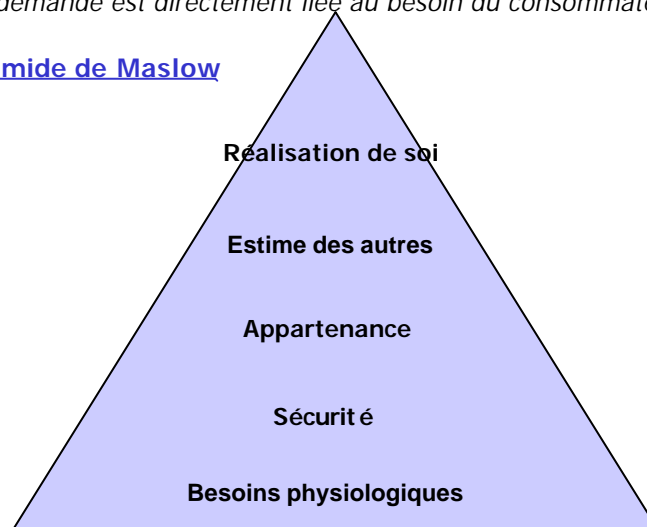 demande est directement liée au besoin du consommate
mide de Maslow
Réalisation de soi
Estime des autres
Appartenance
Sécurité
Besoins physiologiques